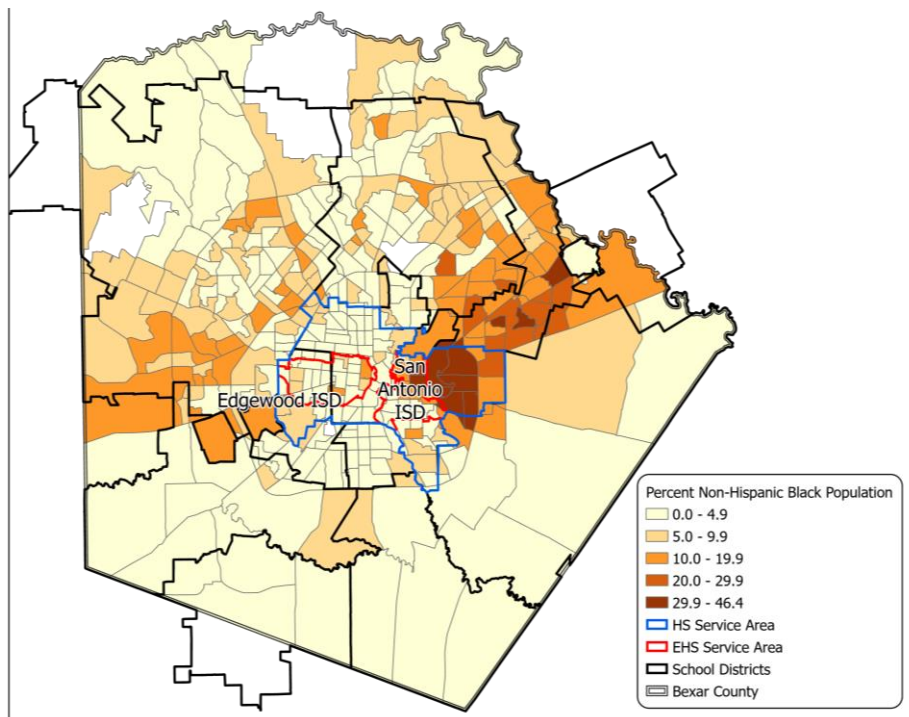 San
Antonio
ISD
Edgewood ISD
Percent Non-Hispanic Black Population
0.0 - 4.9
5.0 - 9.9
10.0 - 19.9
20.0 - 29.9
29.9 - 46.4
HS Service Area
EHS Service Area
School Districts
Bexar County